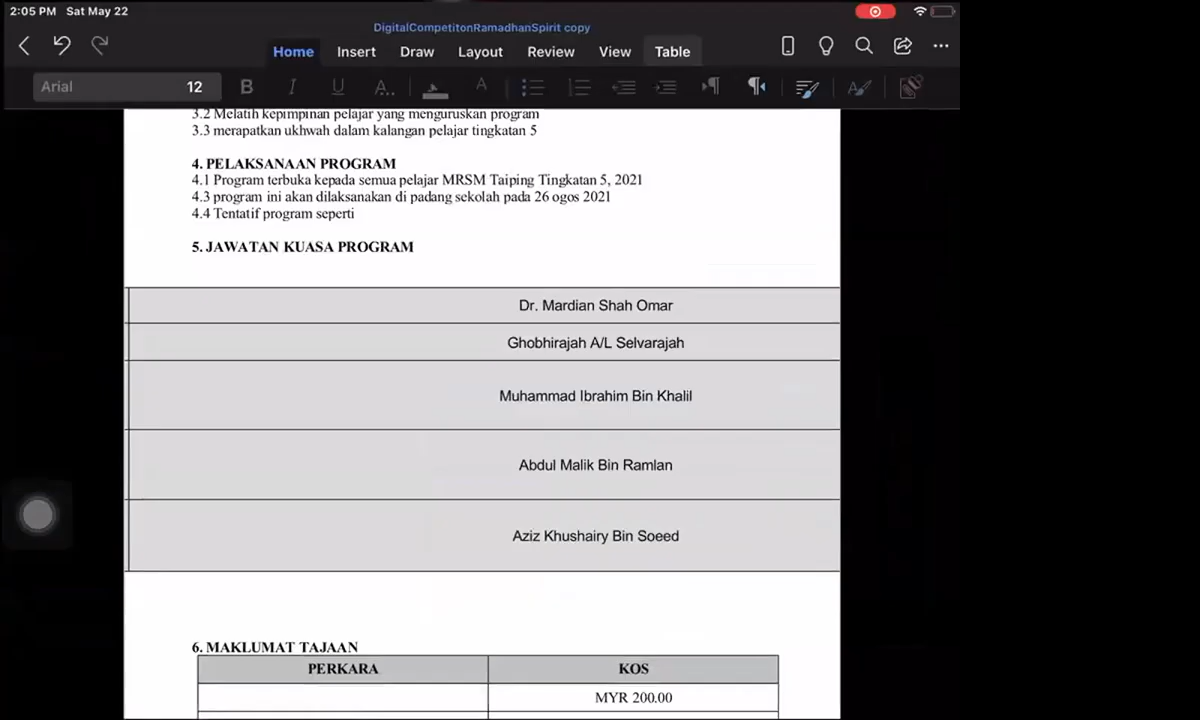 2:05 PM Sat May 22
DigitalCompetitonRamadhanSpirit copy
Home Insert Draw Layout Review View Table
Arial 12 B I U A.. A
3.2 Melatih kepimpinan pelajar yang menguruskan program
3.3 merapatkan ukhwah dalam kalangan pelajar tingkatan 5
4. PELAKSANAAN PROGRAM
4.1 Program terbuka kepada semua pelajar MRSM Taiping Tingkatan 5, 2021
4.3 program ini akan dilaksanakan di padang sekolah pada 26 ogos 2021
4.4 Tentatif program seperti
5. JAWATAN KUASA PROGRAM
Dr. Mardian Shah Omar
Ghobhirajah A/L Selvarajah
Muhammad Ibrahim Bin Khalil
Abdul Malik Bin Ramlan
Aziz Khushairy Bin Soeed
6. MAKLUMAT TAJAAN
PERKARA KOS
MYR 200.00